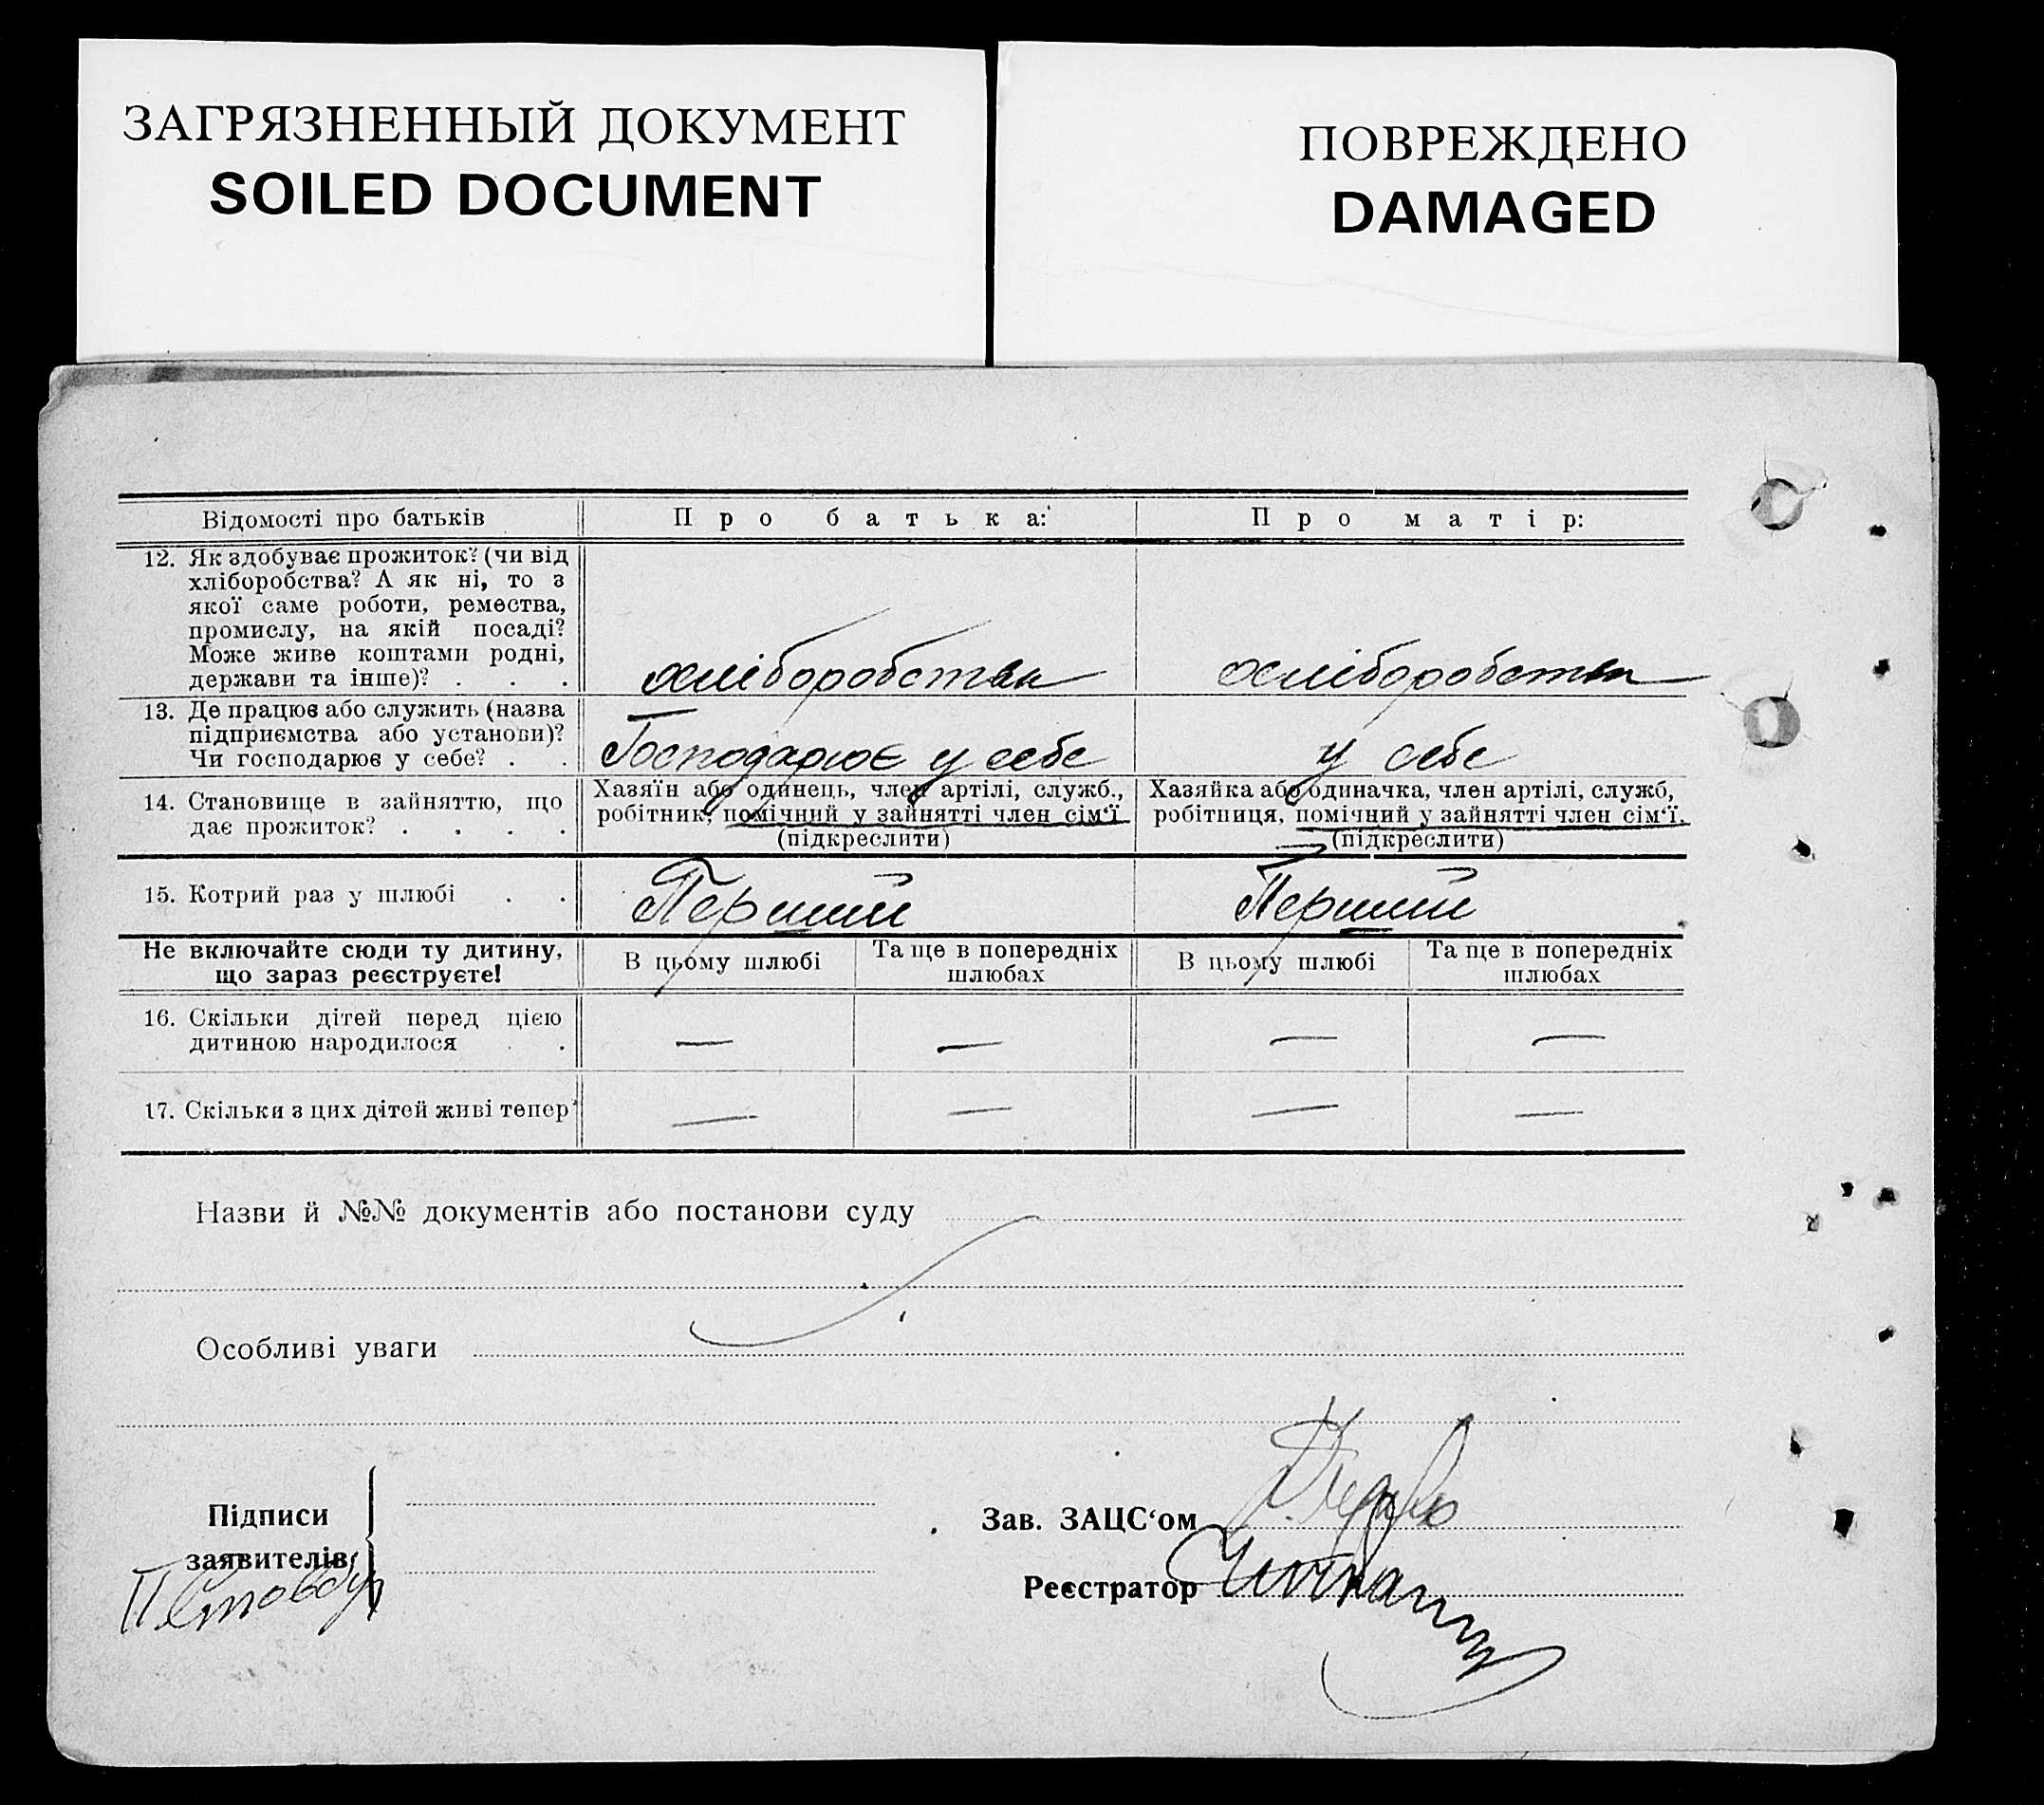 ЗАГРЯЗНЕННЫЙ ДОКУМЕНТ
SOILED DOCUMENT
ПОВРЕЖДЕНО
DAMAGED
Відомості про батьків
Про батька:
Про матір:
12. Як здобуває прожиток? (чи від
хліборобства? А як ні, то з
якої саме роботи, ремества,
промислу, на якій посаді?
Може живе коштами родні,
держави та інше)? . . .
хліборобством
хліборобством
13. Де працює або служить (назва
підприємства або установи)?
Чи господарює у себе? . .
Господарює у себе
у себе
14. Становище в зайняттю, що
дає прожиток? . . . .
Хазяїн або одинець, член артілі, служб.,
робітник, помічний у зайнятті член сім‘ї
(підкреслити)
Хазяйка або одиначка, член артілі, служб,
робітниця, помічний у зайнятті член сім‘ї.
(підкреслити)
15. Котрий раз у шлюбі . .
Перший
Перший
Не включайте сюди ту дитину,
що зараз реєструєте!
В цьому шлюбі
Та ще в попередніх
шлюбах
В цьому шлюбі
Та ще в попередніх
шлюбах
16. Скільки дітей перед цією
дитиною народилося . .
— — — —
17. Скільки з цих дітей живі тепер
— — — —
Назви й №№ документів або постанови суду
Особливі уваги
Підписи
заявителів
Зав. ЗАЦС‘ом
Реєстратор